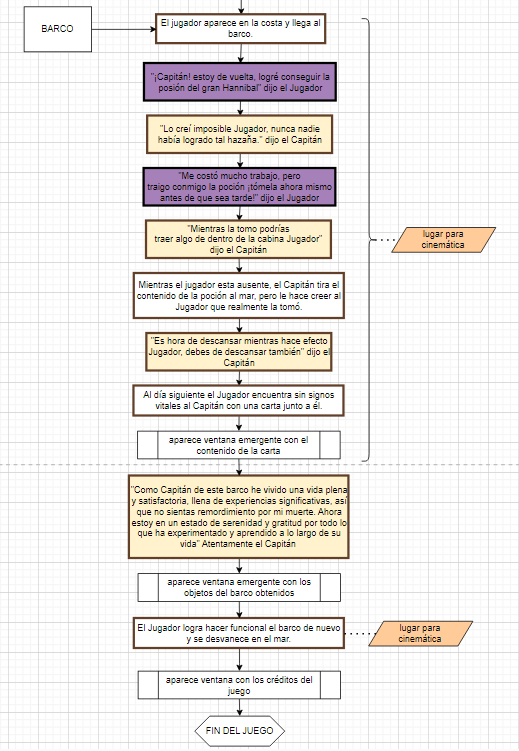 BARCO
El jugador aparece en la costa y llega al
barco.
"¡Capitán! estoy de vuelta, logré conseguir la
posión del gran Hannibal" dijo el Jugador
"Lo creí imposible Jugador, nunca nadie
había logrado tal hazaña." dijo el Capitán
"Me costó mucho trabajo, pero
traigo conmigo la poción ¡tómela ahora mismo
antes de que sea tarde!" dijo el Jugador
"Mientras la tomo podrías
traer algo de dentro de la cabina Jugador"
dijo el Capitán
lugar para
cinemática
Mientras el jugador esta ausente, el Capitán tira el
contenido de la poción al mar, pero le hace creer al
Jugador que realmente la tomó.
"Es hora de descansar mientras hace efecto
Jugador, debes de descansar también" dijo el
Capitán
Al día siguiente el Jugador encuentra sin signos
vitales al Capitán con una carta junto a él.
aparece ventana emergente con el
contenido de la carta
"Como Capitán de este barco he vivido una vida plena
y satisfactoria, llena de experiencias significativas, así
que no sientas remordimiento por mi muerte. Ahora
estoy en un estado de serenidad y gratitud por todo lo
que ha experimentado y aprendido a lo largo de su
vida" Atentamente el Capitán
aparece ventana emergente con los
objetos del barco obtenidos
El Jugador logra hacer funcional el barco de nuevo
y se desvanece en el mar.
lugar para
cinemática
aparece ventana con los créditos del
juego
FIN DEL JUEGO